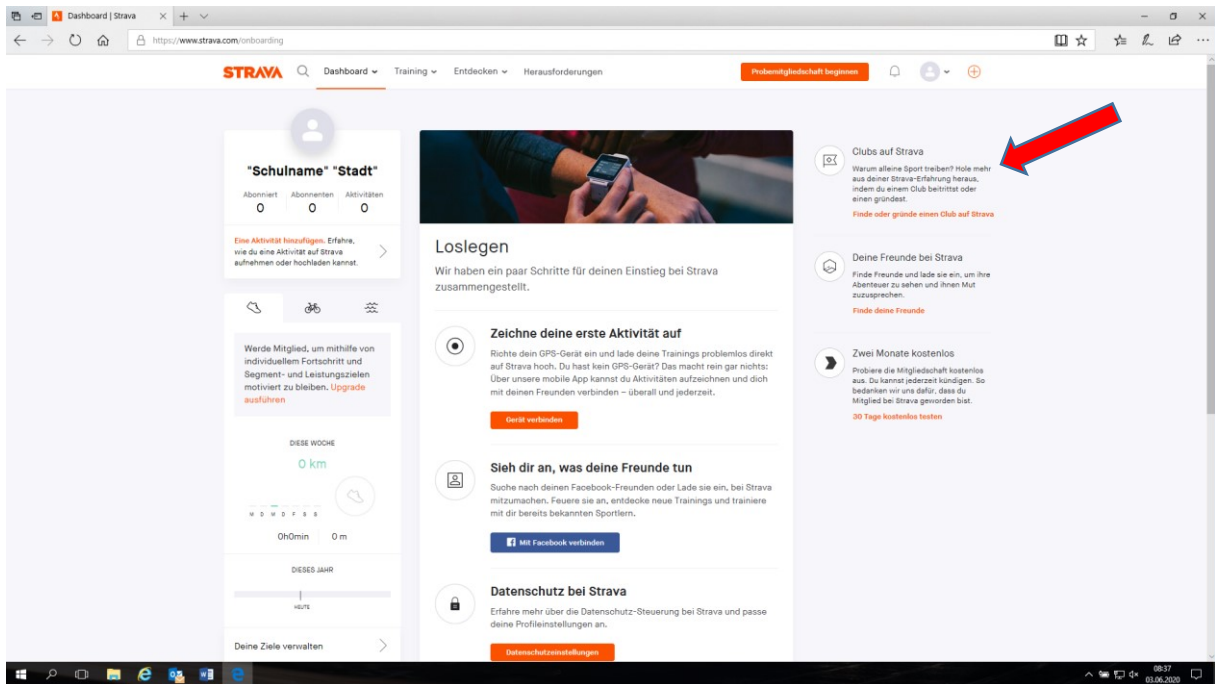 Dashboard | Strava
https://www.strava.com/onboarding
STRAVA
Dashboard
Training
Entdecken
Herausforderungen
Probemitgliedschaft beginnen
"Schulname" "Stadt"
Abonniert Abonnenten Aktivitäten
0 0 0
Eine Aktivität hinzufügen. Erfahre,
wie du eine Aktivität auf Strava
aufnehmen oder hochladen kannst.
Werde Mitglied, um mithilfe von
individuellem Fortschritt und
Segment- und Leistungszielen
motiviert zu bleiben. Upgrade
ausführen
DIESE WOCHE
0 km
M D M D F S S
0h0min 0 m
DIESES JAHR
HEUTE
Deine Ziele verwalten
Loslegen
Wir haben ein paar Schritte für deinen Einstieg bei Strava
zusammengestellt.
Zeichne deine erste Aktivität auf
Richte dein GPS-Gerät ein und lade deine Trainings problemlos direkt
auf Strava hoch. Du hast kein GPS-Gerät? Das macht rein gar nichts:
Über unsere mobile App kannst du Aktivitäten aufzeichnen und dich
mit deinen Freunden verbinden – überall und jederzeit.
Gerät verbinden
Sieh dir an, was deine Freunde tun
Suche nach deinen Facebook-Freunden oder Lade sie ein, bei Strava
mitzumachen. Feuere sie an, entdecke neue Trainings und trainiere
mit dir bereits bekannten Sportlern.
Mit Facebook verbinden
Datenschutz bei Strava
Erfahre mehr über die Datenschutz-Steuerung bei Strava und passe
deine Profileinstellungen an.
Datenschutzeinstellungen
Clubs auf Strava
Warum alleine Sport treiben? Hole mehr
aus deiner Strava-Erfahrung heraus,
indem du einem Club beitrittst oder
einen gründest.
Finde oder gründe einen Club auf Strava
Deine Freunde bei Strava
Finde Freunde und lade sie ein, um ihre
Abenteuer zu sehen und ihnen Mut
zuzusprechen.
Finde deine Freunde
Zwei Monate kostenlos
Probiere die Mitgliedschaft kostenlos
aus. Du kannst jederzeit kündigen. So
bedanken wir uns dafür, dass du
Mitglied bei Strava geworden bist.
30 Tage kostenlos testen
08:37
03.06.2020